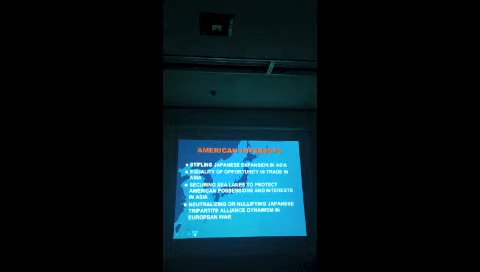 AMERICAN INTERESTS
STIFLING JAPANESE EXPANSION IN ASIA
EQUALITY OF OPPORTUNITY IN TRADE IN
ASIA
SECURING SEA LANES TO PROTECT
AMERICAN POSSESSIONS AND INTERESTS
IN ASIA
NEUTRALIZING OR NULLIFYING JAPANESE
TRIPARTITE ALLIANCE DYNAMISM IN
EUROPEAN WAR